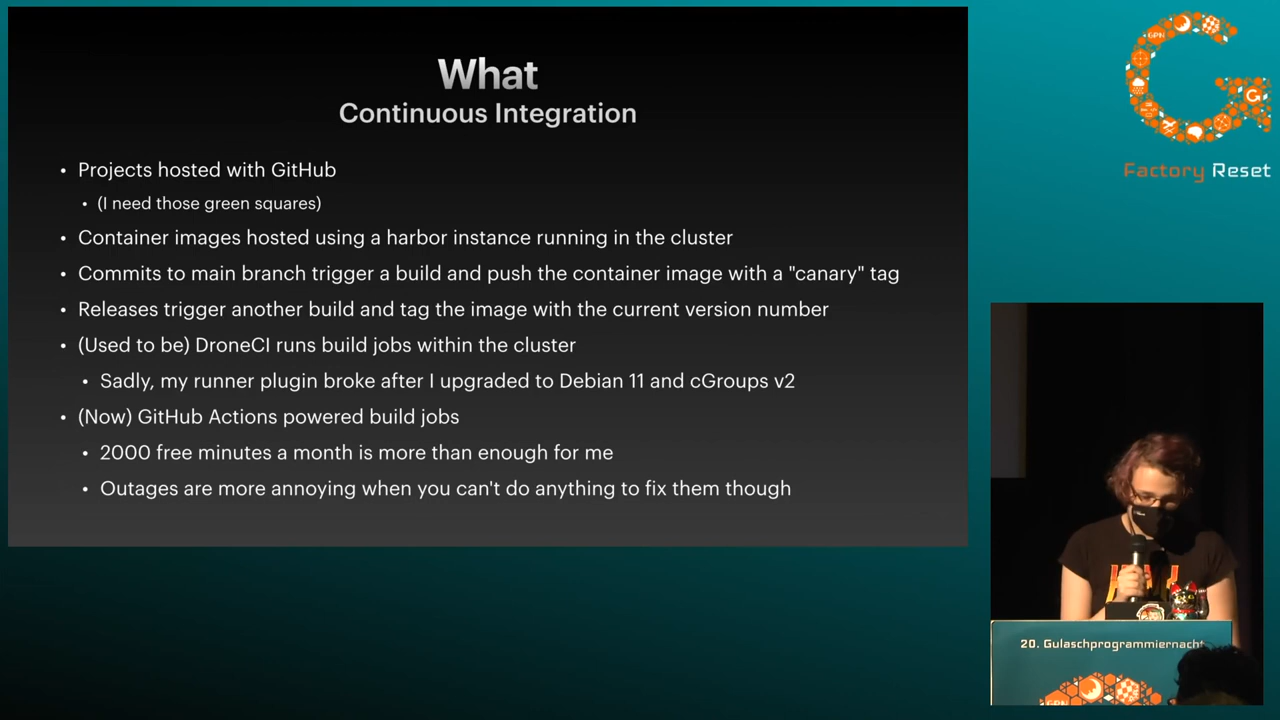 What
Continuous Integration
• Projects hosted with GitHub
• (I need those green squares)
• Container images hosted using a harbor instance running in the cluster
• Commits to main branch trigger a build and push the container image with a "canary" tag
• Releases trigger another build and tag the image with the current version number
• (Used to be) DroneCI runs build jobs within the cluster
• Sadly, my runner plugin broke after I upgraded to Debian 11 and cGroups v2
• (Now) GitHub Actions powered build jobs
• 2000 free minutes a month is more than enough for me
• Outages are more annoying when you can't do anything to fix them though
GPN
G
Factory Reset
20. Gulaschprogrammiernacht
GPN